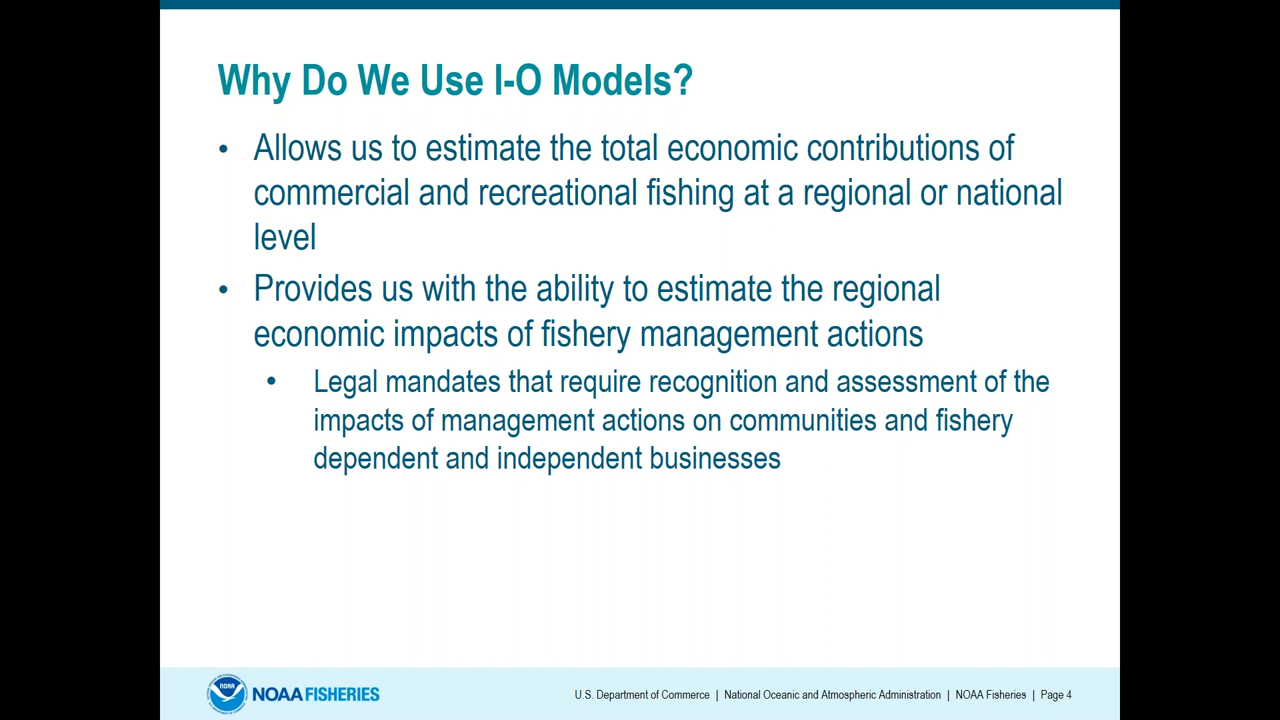 Why Do We Use I-O Models?
• Allows us to estimate the total economic contributions of
commercial and recreational fishing at a regional or national
level
• Provides us with the ability to estimate the regional
economic impacts of fishery management actions
• Legal mandates that require recognition and assessment of the
impacts of management actions on communities and fishery
dependent and independent businesses
NOAA
NOAA FISHERIES
U.S. Department of Commerce | National Oceanic and Atmospheric Administration | NOAA Fisheries | Page 4